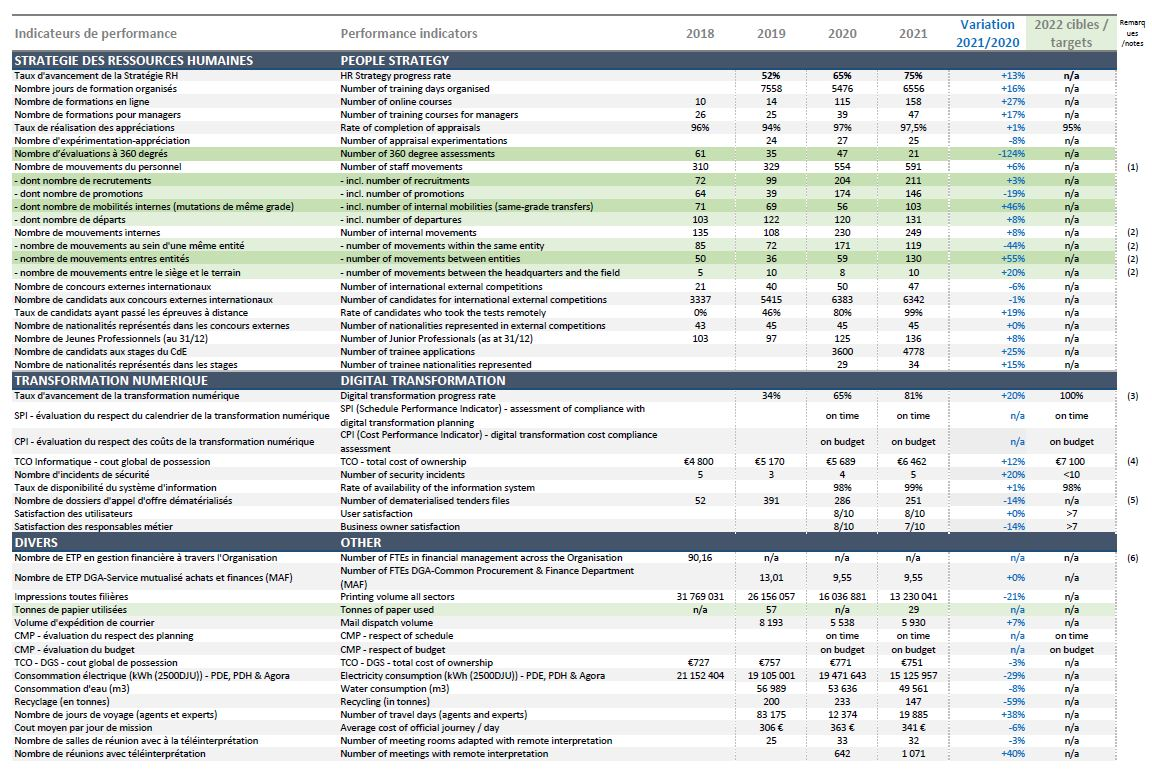 Indicateurs de performance Performance indicators 2018 2019 2020 2021 Variation 2021/2020 2022 cibles / targets Remarq ues /notes
STRATEGIE DES RESSOURCES HUMAINES PEOPLE STRATEGY
Taux d'avancement de la Stratégie RH HR Strategy progress rate 52% 65% 75% +13% n/a
Nombre jours de formation organisés Number of training days organised 7558 5476 6556 +16% n/a
Nombre de formations en ligne Number of online courses 10 14 115 158 +27% n/a
Nombre de formations pour managers Number of training courses for managers 26 25 39 47 +17% n/a
Taux de réalisation des appréciations Rate of completion of appraisals 96% 94% 97% 97,5% +1% 95%
Nombre d'expérimentation-appréciation Number of appraisal experimentations 24 27 25 -8% n/a
Nombre d'évaluations à 360 degrés Number of 360 degree assessments 61 35 47 21 -124% n/a
Nombre de mouvements du personnel Number of staff movements 310 329 554 591 +6% n/a (1)
- dont nombre de recrutements - incl. number of recruitments 72 99 204 211 +3% n/a
- dont nombre de promotions - incl. number of promotions 64 39 174 146 -19% n/a
- dont nombre de mobilités internes (mutations de même grade) - incl. number of internal mobilities (same-grade transfers) 71 69 56 103 +46% n/a
- dont nombre de départs - incl. number of departures 103 122 120 131 +8% n/a
Nombre de mouvements internes Number of internal movements 135 108 230 249 +8% n/a (2)
- nombre de mouvements au sein d'une même entité - number of movements within the same entity 85 72 171 119 -44% n/a (2)
- nombre de mouvements entres entités - number of movements between entities 50 36 59 130 +55% n/a (2)
- nombre de mouvements entre le siège et le terrain - number of movements between the headquarters and the field 5 10 8 10 +20% n/a (2)
Nombre de concours externes internationaux Number of international external competitions 21 40 50 47 -6% n/a
Nombre de candidats aux concours externes internationaux Number of candidates for international external competitions 3337 5415 6383 6342 -1% n/a
Taux de candidats ayant passé les épreuves à distance Rate of candidates who took the tests remotely 0% 46% 80% 99% +19% n/a
Nombre de nationalités représentés dans les concours externes Number of nationalities represented in external competitions 43 45 45 45 +0% n/a
Nombre de Jeunes Professionnels (au 31/12) Number of Junior Professionals (as at 31/12) 103 97 125 136 +8% n/a
Nombre de candidats aux stages du CdE Number of trainee applications 3600 4778 +25% n/a
Nombre de nationalités représentés dans les stages Number of trainee nationalities represented 29 34 +15% n/a
TRANSFORMATION NUMERIQUE DIGITAL TRANSFORMATION
Taux d'avancement de la transformation numérique Digital transformation progress rate 34% 65% 81% +20% 100% (3)
SPI - évaluation du respect du calendrier de la transformation numérique SPI (Schedule Performance Indicator) - assessment of compliance with digital transformation planning on time on time n/a on time
CPI - évaluation du respect des coûts de la transformation numérique CPI (Cost Performance Indicator) - digital transformation cost compliance assessment on budget on budget n/a on budget
TCO Informatique - cout global de possession TCO - total cost of ownership €4 800 €5 170 €5 689 €6 462 +12% €7 100 (4)
Nombre d'incidents de sécurité Number of security incidents 5 3 4 5 +20% <10
Taux de disponibilité du système d'information Rate of availability of the information system 98% 99% +1% 98%
Nombre de dossiers d'appel d'offre dématérialisés Number of dematerialised tenders files 52 391 286 251 -14% n/a (5)
Satisfaction des utilisateurs User satisfaction 8/10 8/10 +0% >7
Satisfaction des responsables métier Business owner satisfaction 8/10 7/10 -14% >7
DIVERS OTHER
Nombre de ETP en gestion financière à travers l'Organisation Number of FTEs in financial management across the Organisation 90,16 n/a n/a n/a n/a n/a (6)
Nombre de ETP DGA-Service mutualisé achats et finances (MAF) Number of FTEs DGA-Common Procurement & Finance Department (MAF) 13,01 9,55 9,55 +0% n/a
Impressions toutes filières Printing volume all sectors 31 769 031 26 156 057 16 036 881 13 230 041 -21% n/a
Tonnes de papier utilisées Tonnes of paper used n/a 57 n/a 29 n/a n/a
Volume d'expédition de courrier Mail dispatch volume 8 193 5 538 5 930 +7% n/a
CMP - évaluation du respect des planning CMP - respect of schedule on time on time n/a on time
CMP - évaluation du budget CMP - respect of budget on budget on budget n/a on budget
TCO - DGS - cout global de possession TCO - DGS - total cost of ownership €727 €757 €771 €751 -3% n/a
Consommation électrique (kWh (2500DJU)) - PDE, PDH & Agora Electricity consumption (kWh (2500DJU)) - PDE, PDH & Agora 21 152 404 19 105 001 19 471 643 15 125 957 -29% n/a
Consommation d'eau (m3) Water consumption (m3) 56 989 53 636 49 561 -8% n/a
Recyclage (en tonnes) Recycling (in tonnes) 200 233 147 -59% n/a
Nombre de jours de voyage (agents et experts) Number of travel days (agents and experts) 83 175 12 374 19 885 +38% n/a
Cout moyen par jour de mission Average cost of official journey / day 306 € 363 € 341 € -6% n/a
Nombre de salles de réunion avec à la téléinterprétation Number of meeting rooms adapted with remote interpretation 25 33 32 -3% n/a
Nombre de réunions avec téléinterprétation Number of meetings with remote interpretation 642 1 071 +40% n/a